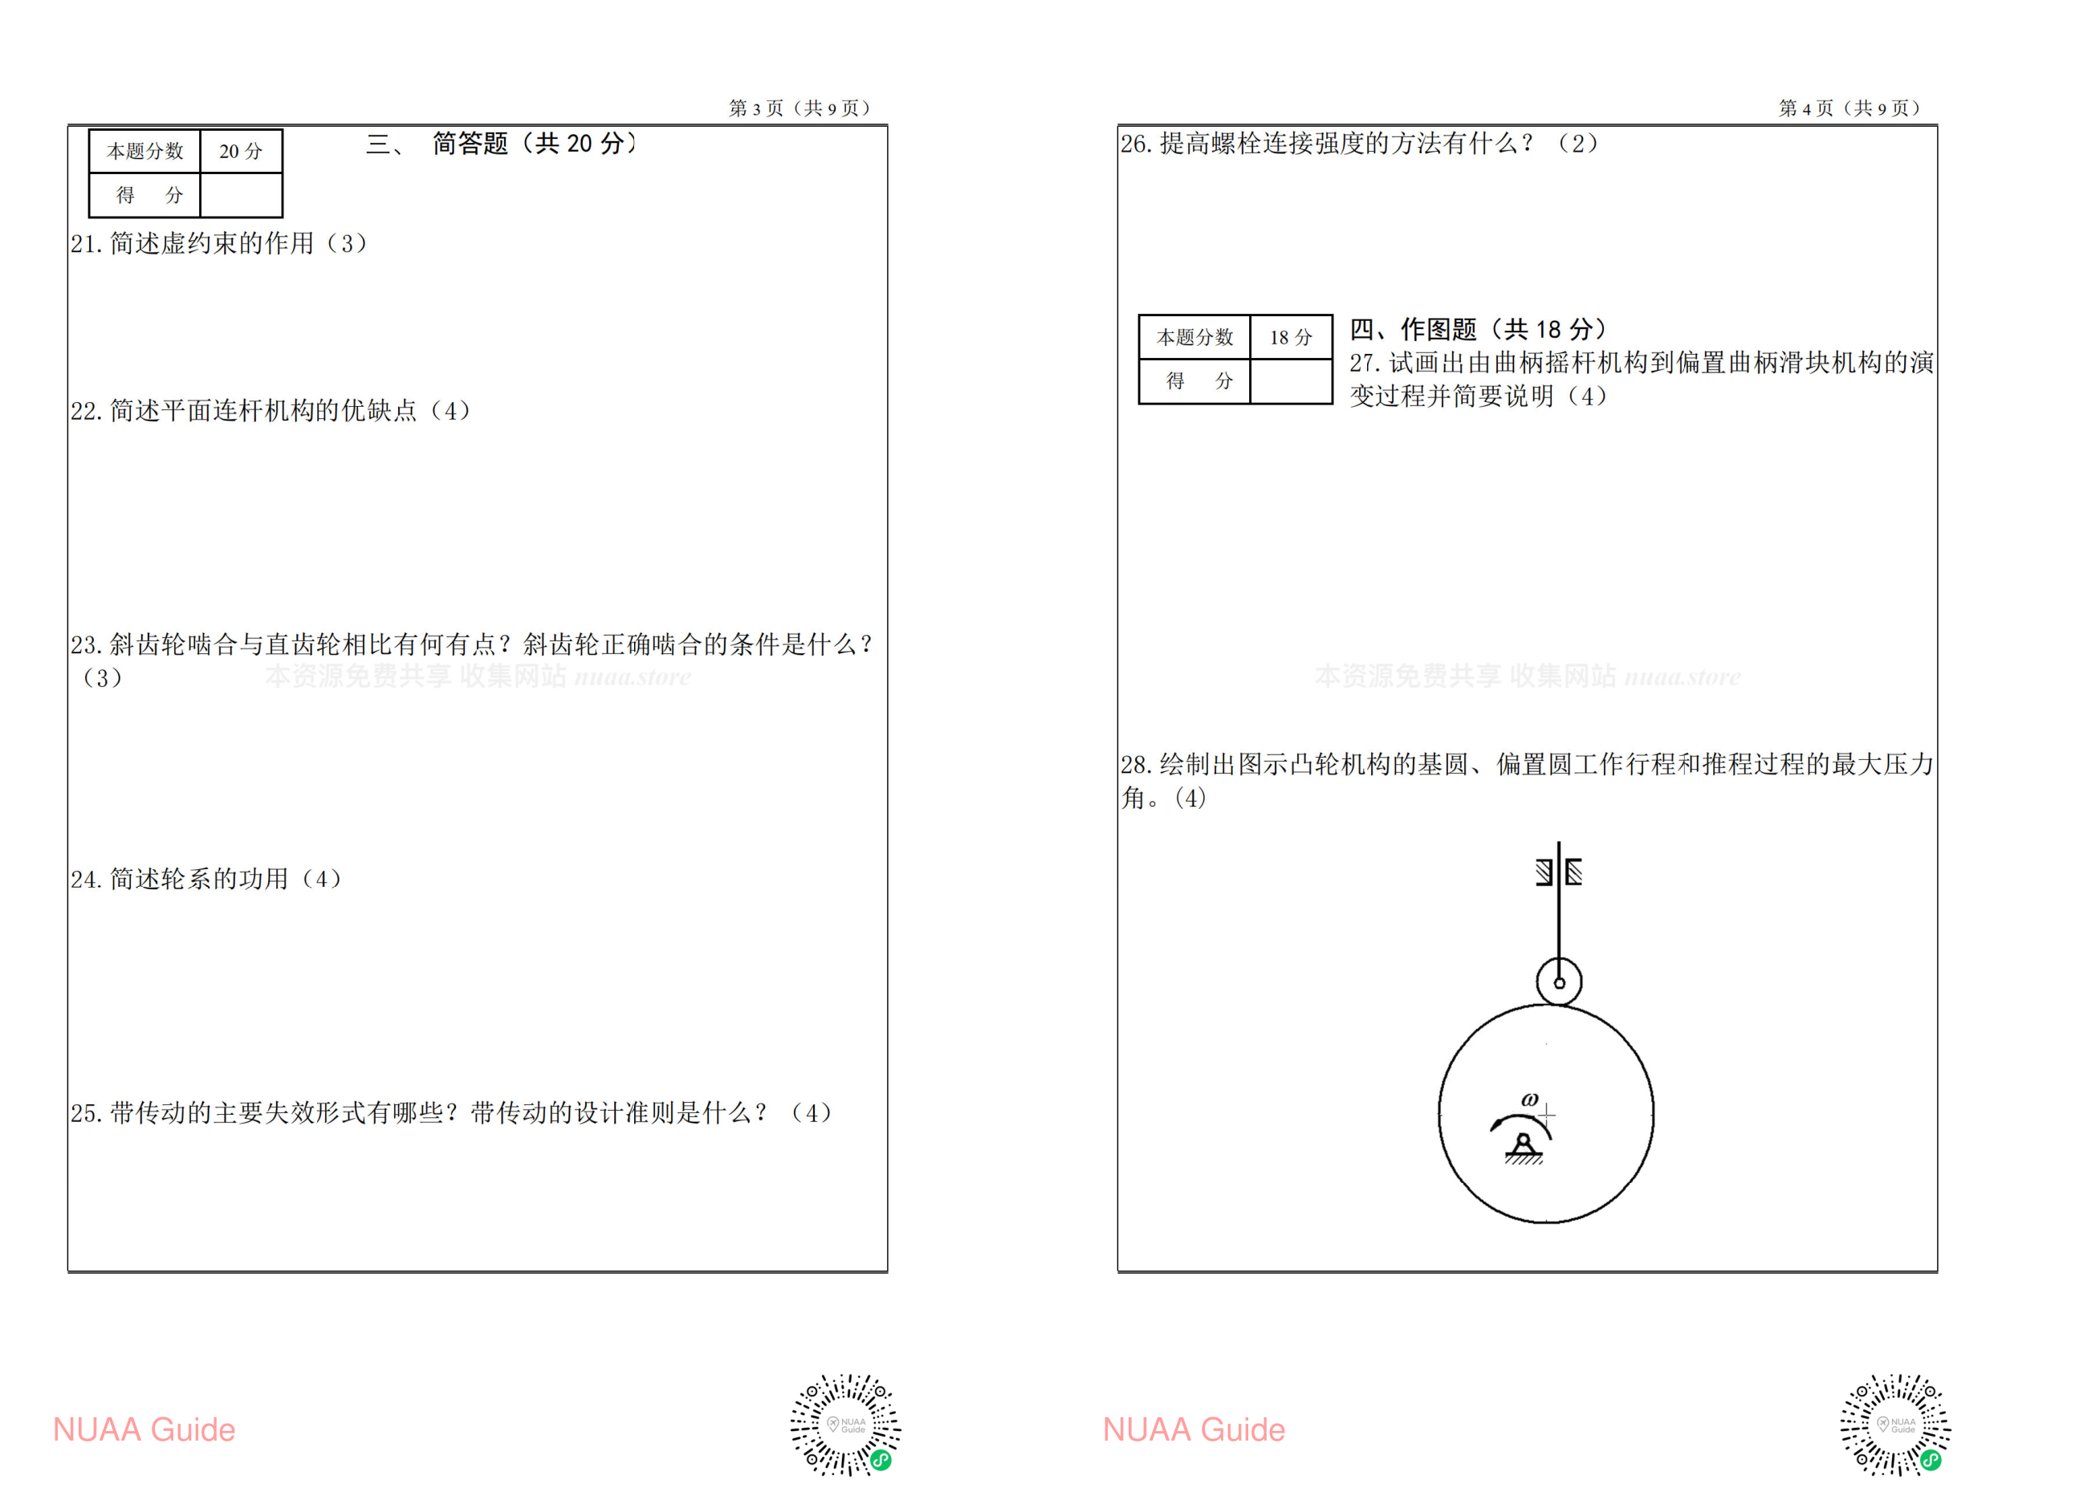 第 3 页（共 9 页）
本题分数 20 分
得 分
三、 简答题（共 20 分）
21. 简述虚约束的作用（3）
22. 简述平面连杆机构的优缺点（4）
23. 斜齿轮啮合与直齿轮相比有何有点？斜齿轮正确啮合的条件是什么？
（3）
本资源免费共享 收集网站 nuaa.store
24. 简述轮系的功用（4）
25. 带传动的主要失效形式有哪些？带传动的设计准则是什么？（4）
NUAA Guide
NUAA
Guide
第 4 页（共 9 页）
26. 提高螺栓连接强度的方法有什么？（2）
本题分数 18 分
得 分
四、作图题（共 18 分）
27. 试画出由曲柄摇杆机构到偏置曲柄滑块机构的演
变过程并简要说明（4）
本资源免费共享 收集网站 nuaa.store
28. 绘制出图示凸轮机构的基圆、偏置圆工作行程和推程过程的最大压力
角。(4)
ω
NUAA Guide
NUAA
Guide